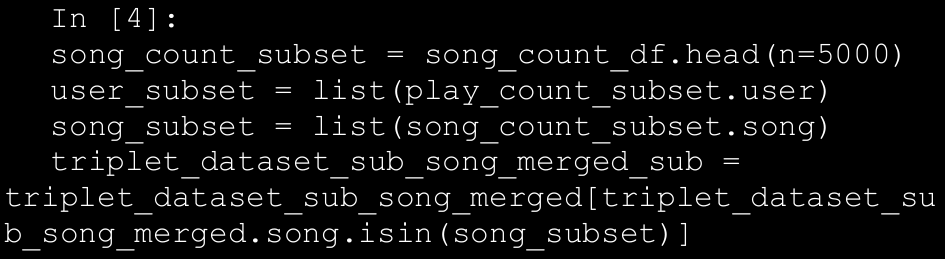 In [4]:
song_count_subset = song_count_df.head(n=5000)
user_subset = list(play_count_subset.user)
song_subset = list(song_count_subset.song)
triplet_dataset_sub_song_merged_sub =
triplet_dataset_sub_song_merged[triplet_dataset_su
b_song_merged.song.isin(song_subset)]